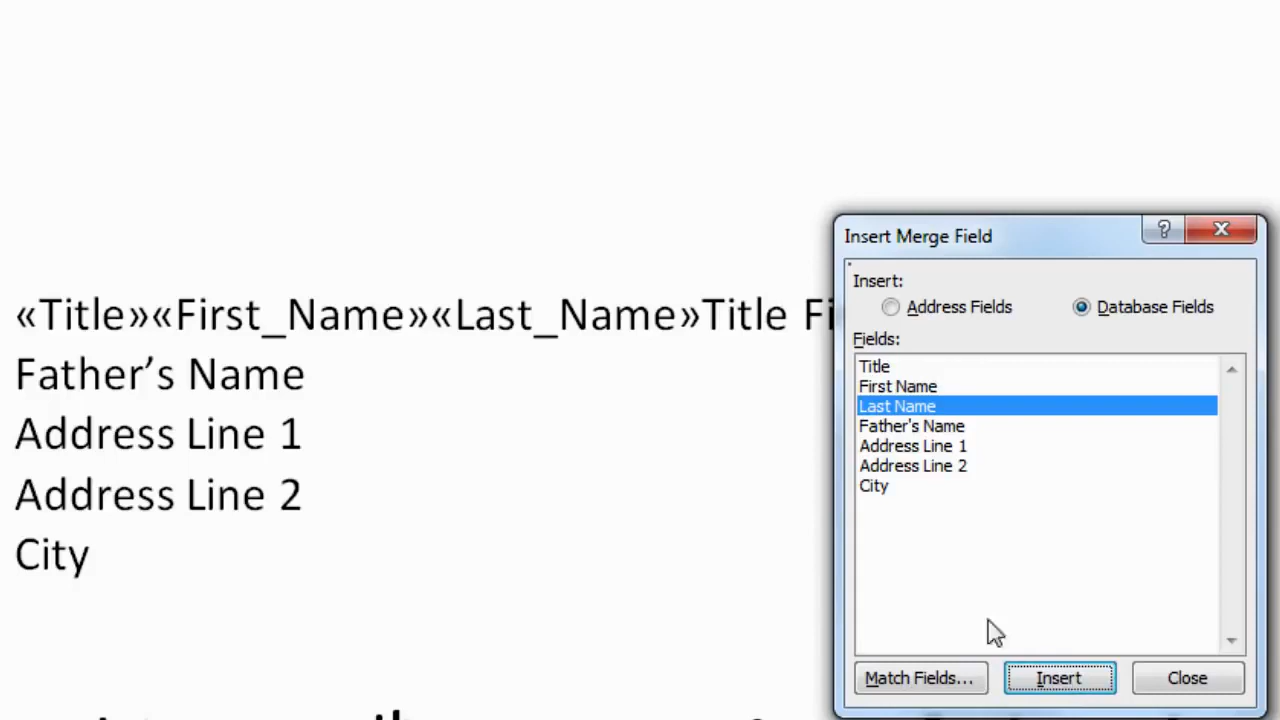 «Title»«First_Name»«Last_Name»Title
Father’s Name
Address Line 1
Address Line 2
City
Insert Merge Field
Insert:
Address Fields
Database Fields
Fields:
Title
First Name
Last Name
Father's Name
Address Line 1
Address Line 2
City
Match Fields...
Insert
Close